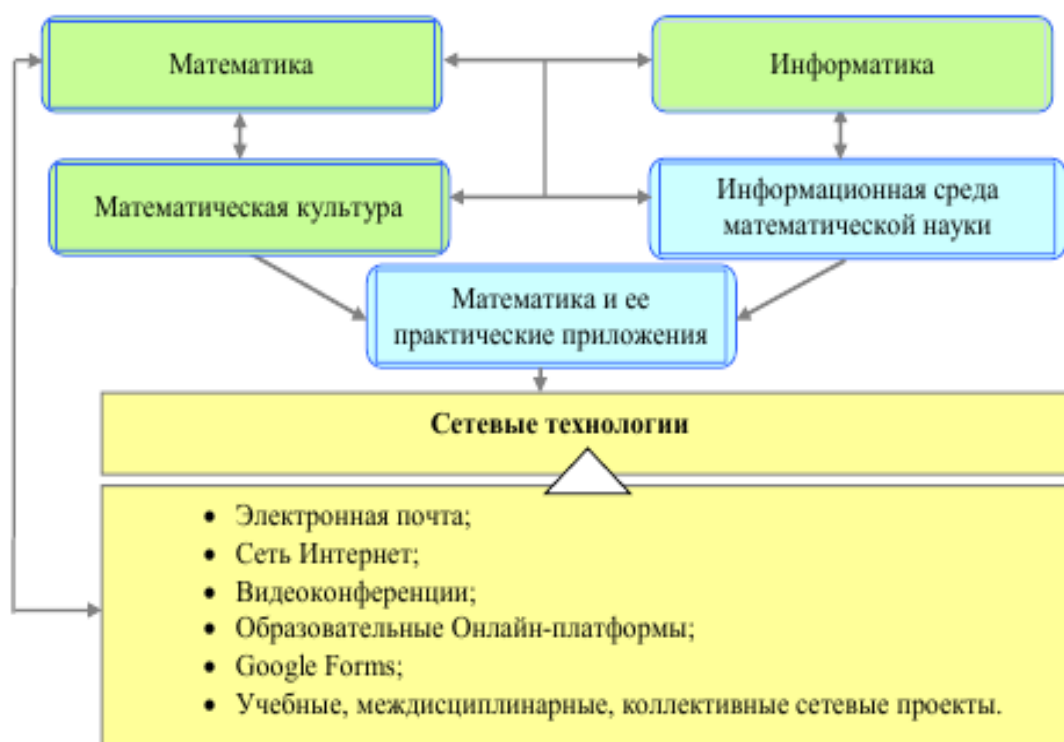 Математика
Информатика
Математическая культура
Информационная среда
математической науки
Математика и ее
практические приложения
Сетевые технологии
• Электронная почта;
• Сеть Интернет;
• Видеоконференции;
• Образовательные Онлайн-платформы;
• Google Forms;
• Учебные, междисциплинарные, коллективные сетевые проекты.